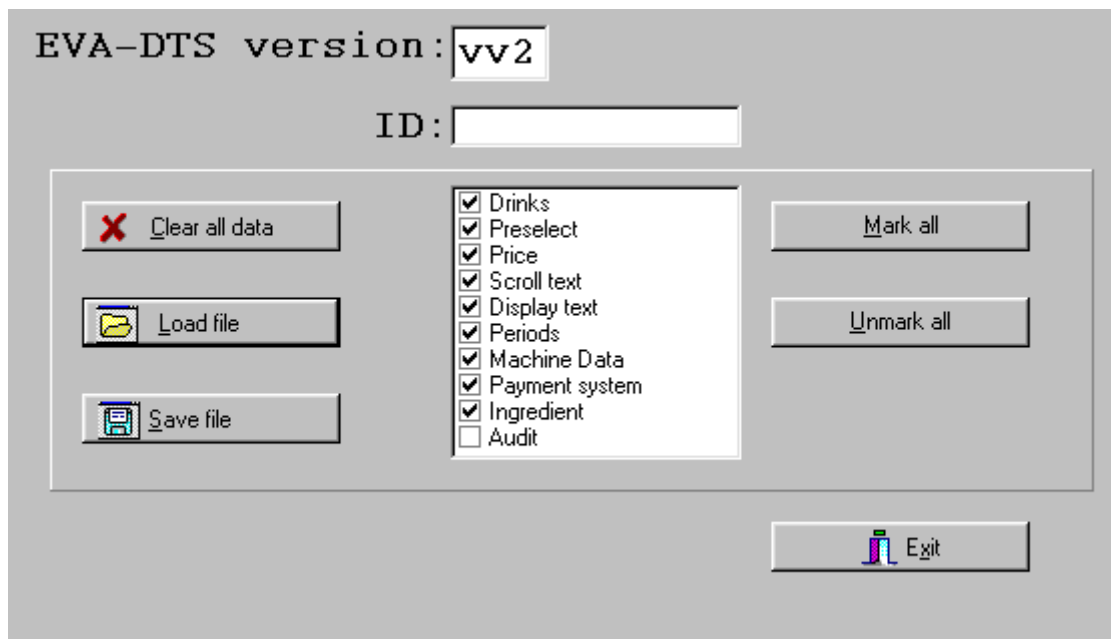 EVA-DTS version: vv2
ID:
Clear all data
Load file
Save file
Drinks
Preselect
Price
Scroll text
Display text
Periods
Machine Data
Payment system
Ingredient
Audit
Mark all
Unmark all
Exit